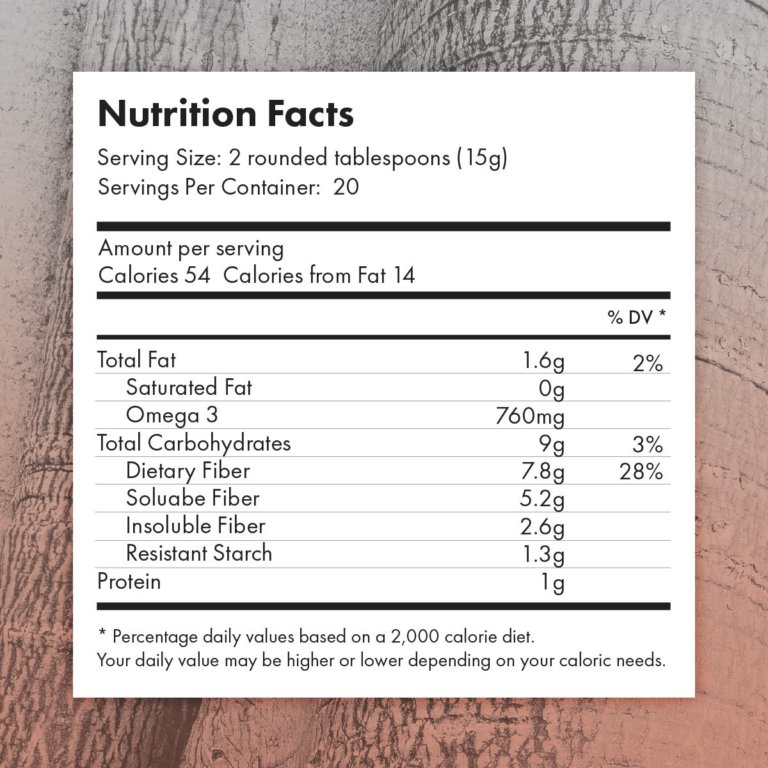 Nutrition Facts
Serving Size: 2 rounded tablespoons (15g)
Servings Per Container: 20
Amount per serving
Calories 54 Calories from Fat 14
% DV *
Total Fat 1.6g 2%
Saturated Fat 0g
Omega 3 760mg
Total Carbohydrates 9g 3%
Dietary Fiber 7.8g 28%
Soluabe Fiber 5.2g
Insoluble Fiber 2.6g
Resistant Starch 1.3g
Protein 1g
* Percentage daily values based on a 2,000 calorie diet.
Your daily value may be higher or lower depending on your caloric needs.